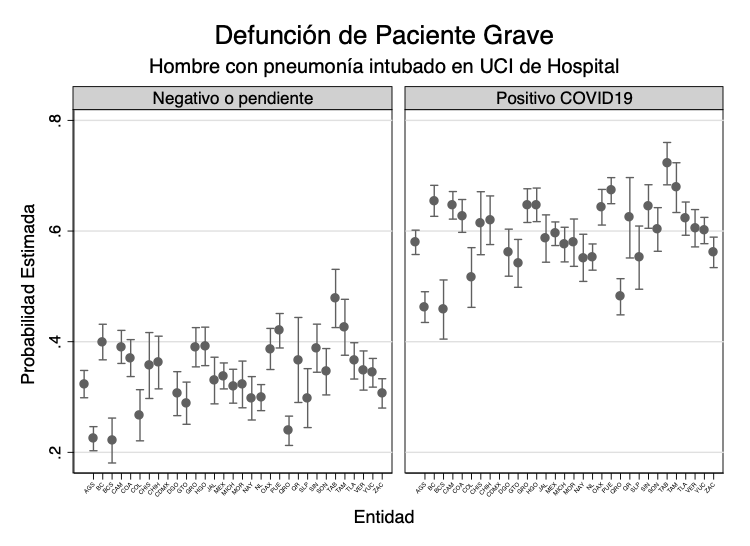 Defunción de Paciente Grave
Hombre con pneumonía intubado en UCI de Hospital
Negativo o pendiente
Positivo COVID19
Probabilidad Estimada
.8
.6
.4
.2
AGS BC BCS CAM COA COL CHIS CHIH CDMX DGO GTO GRO HGO JAL MEX MICH MOR NAY NL OAX PUE QRO QR SLP SIN SON TAB TAM TLA VER YUC ZAC
AGS BC BCS CAM COA COL CHIS CHIH CDMX DGO GTO GRO HGO JAL MEX MICH MOR NAY NL OAX PUE QRO QR SLP SIN SON TAB TAM TLA VER YUC ZAC
Entidad